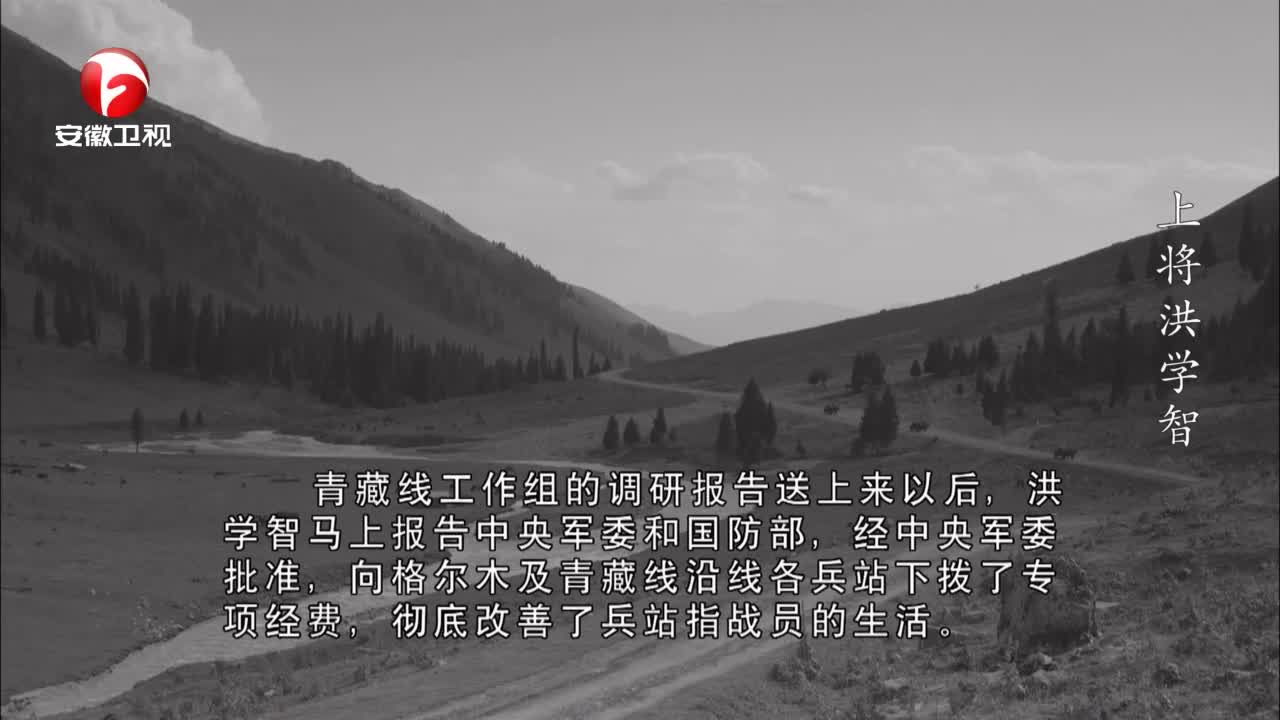 安徽卫视
上将洪学智
青藏线工作组的调研报告送上来以后，洪
学智马上报告中央军委和国防部，经中央军委
批准，向格尔木及青藏线沿线各兵站下拨了专
项经费，彻底改善了兵站指战员的生活。